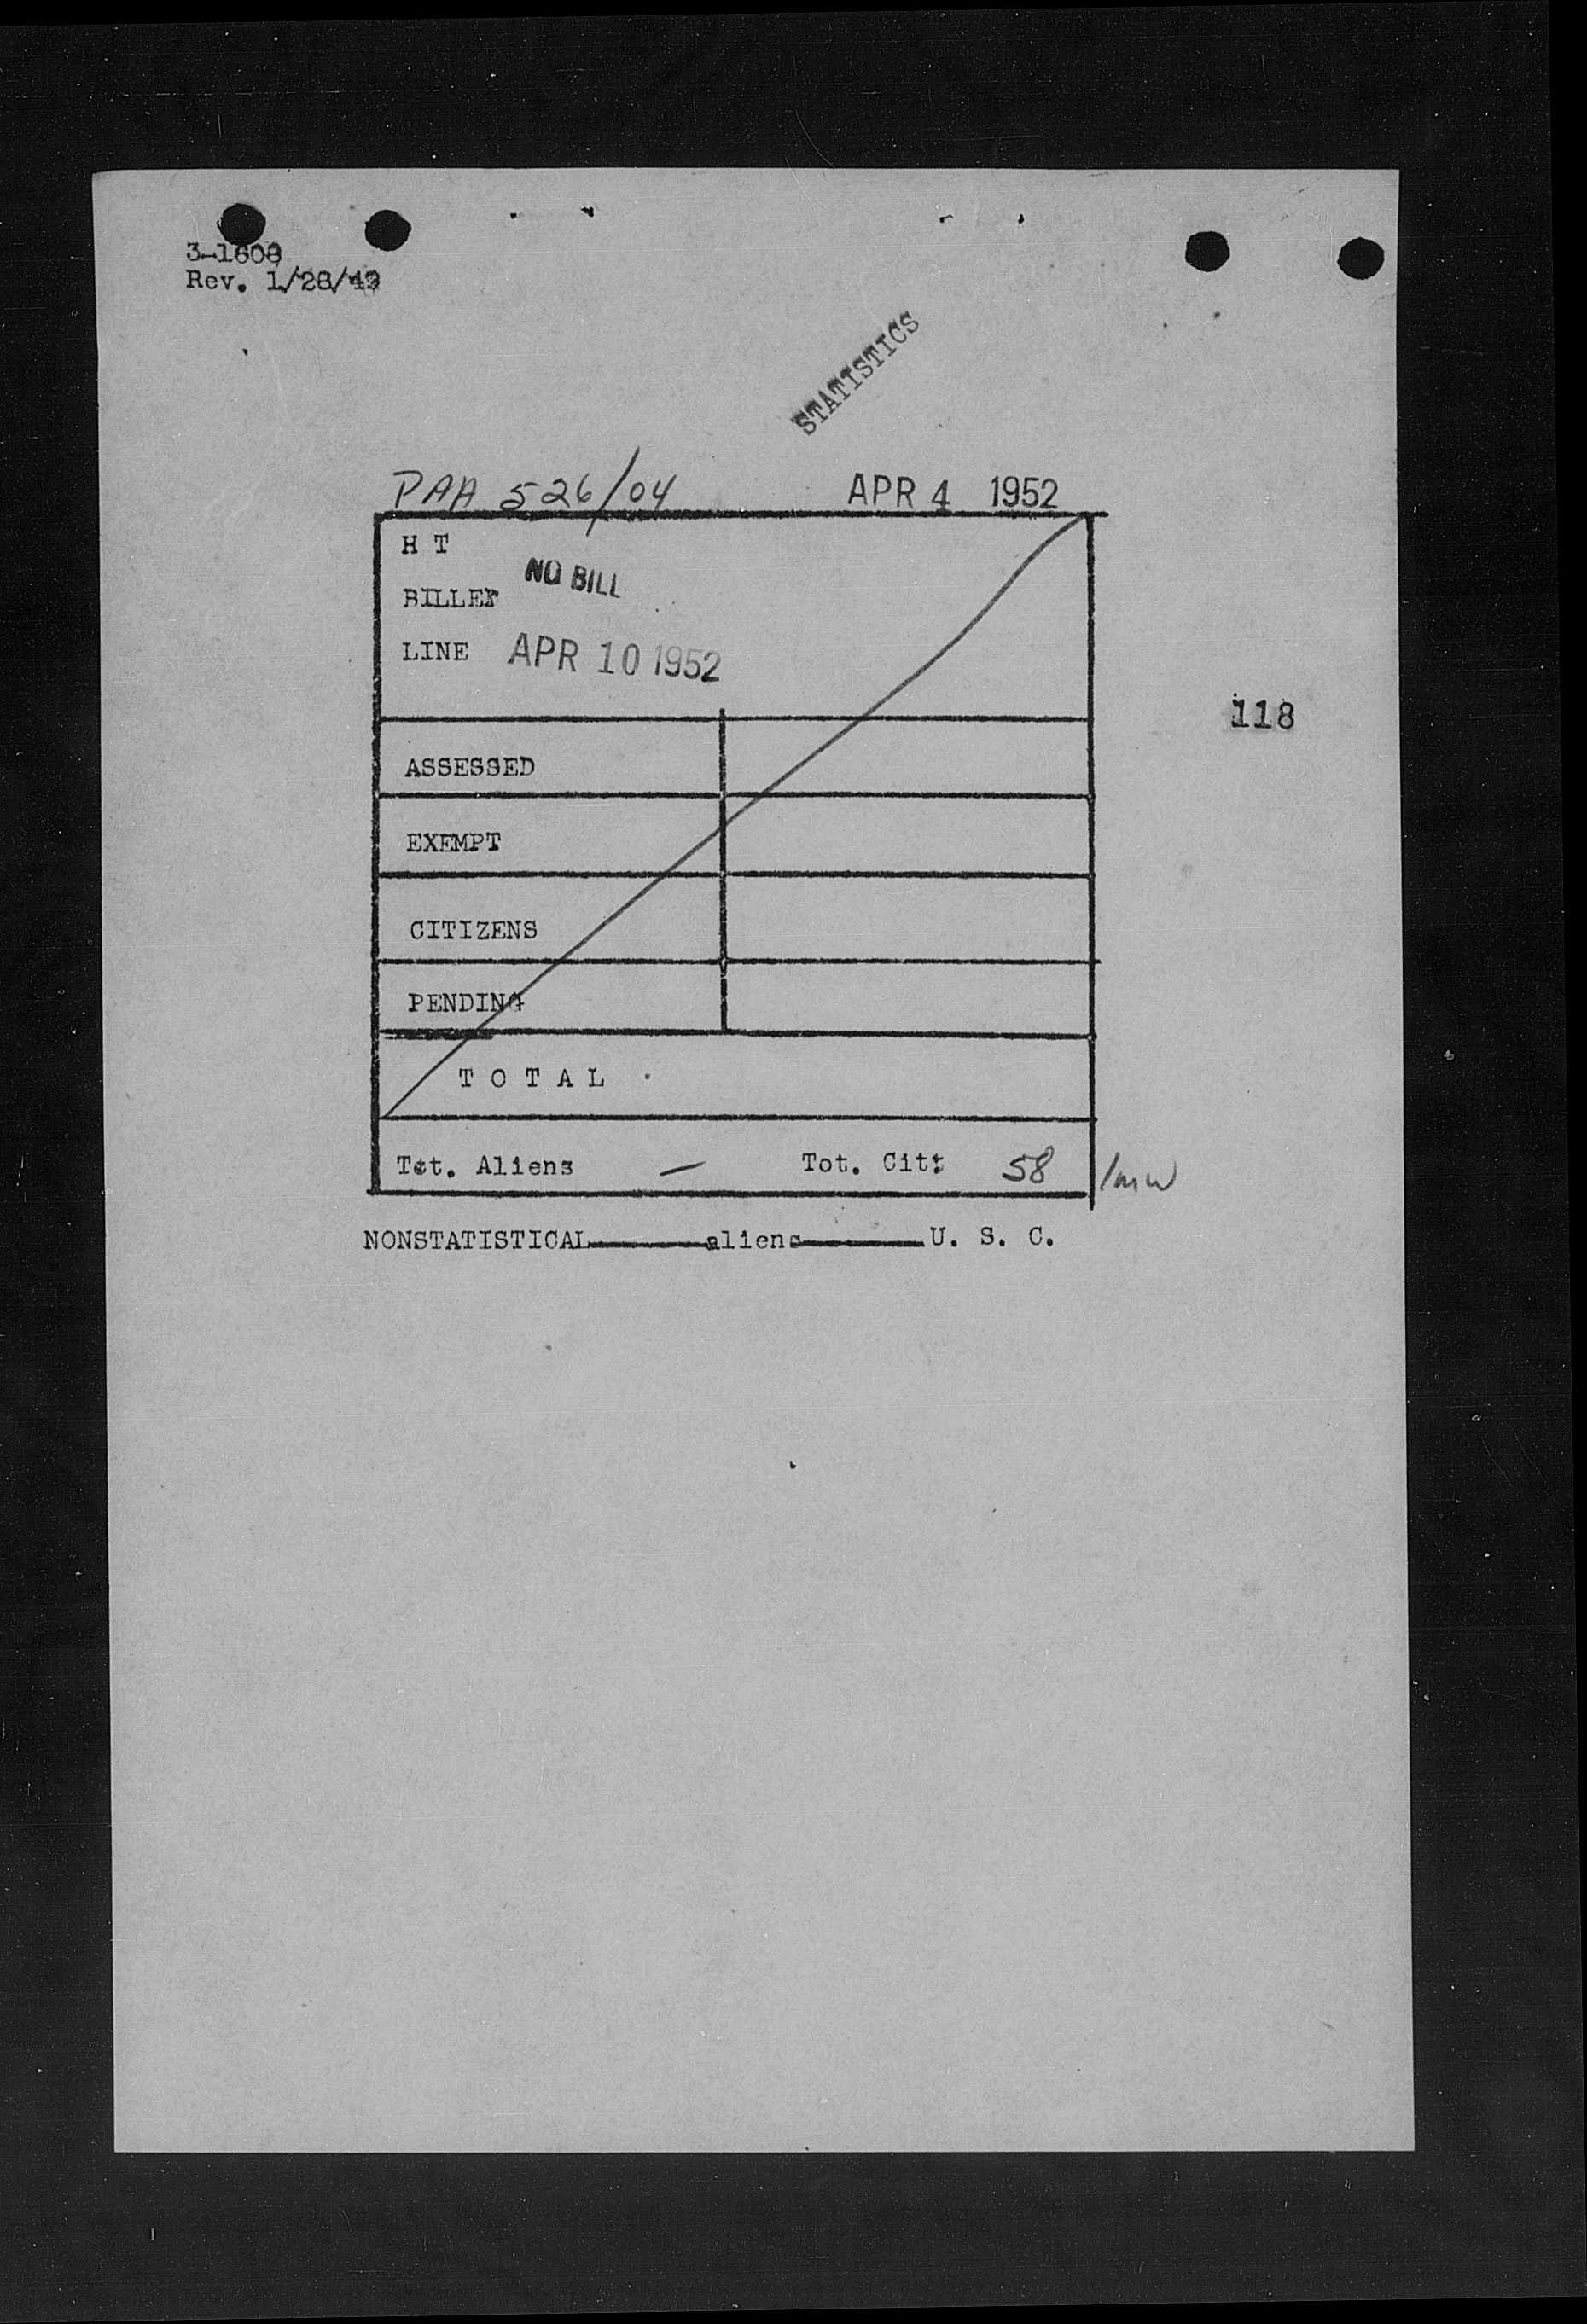 3-1608
Rev. 1/28/49
STATISTICS
PAA 526/04 APR 4 1952
H T
NO BILL
BILLET
LINE APR 10 1952
118
ASSESSED
EXEMPT
CITIZENS
PENDING
T O T A L
Tot. Aliens — Tot. Cit: 58 /mw
NONSTATISTICAL aliens U. S. C.